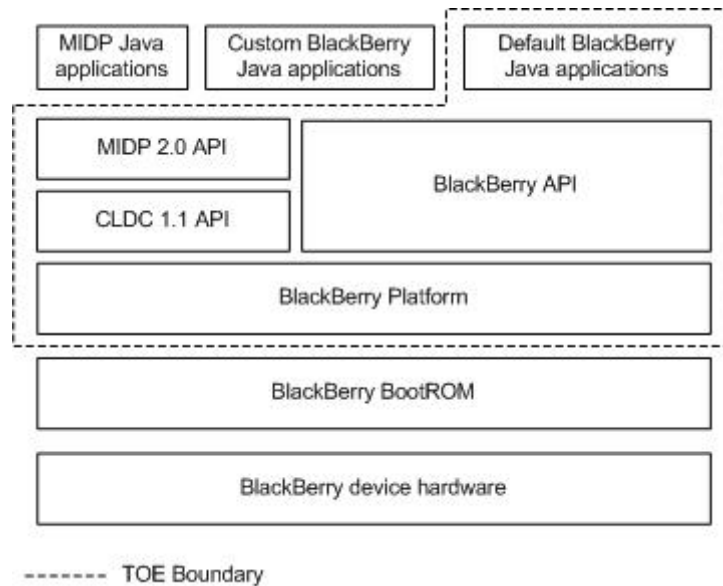 MIDP Java
applications
Custom BlackBerry
Java applications
Default BlackBerry
Java applications
MIDP 2.0 API
BlackBerry API
CLDC 1.1 API
BlackBerry Platform
BlackBerry BootROM
BlackBerry device hardware
TOE Boundary